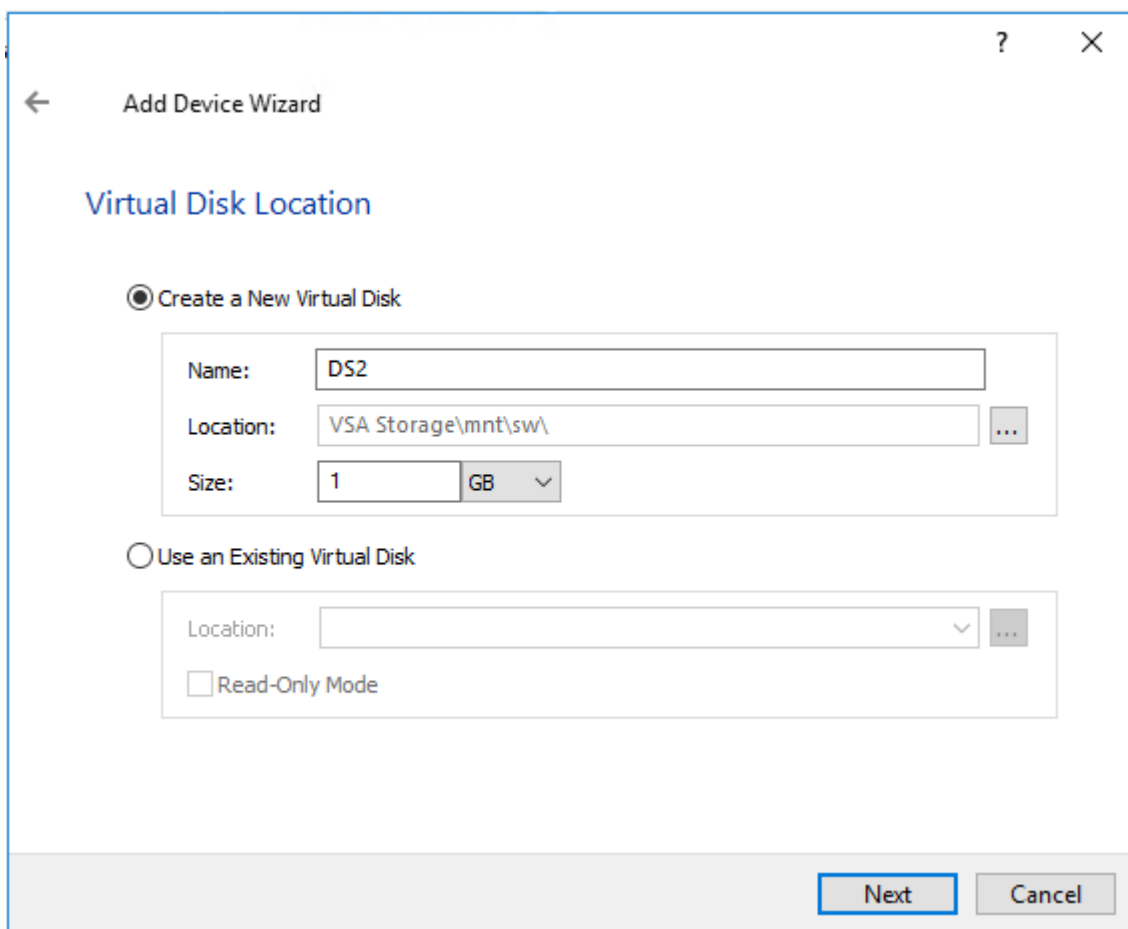 ?
Add Device Wizard
Virtual Disk Location
Create a New Virtual Disk
Name: DS2
Location: VSA Storage\mnt\sw\ ...
Size: 1 GB
Use an Existing Virtual Disk
Location: ...
Read-Only Mode
Next Cancel